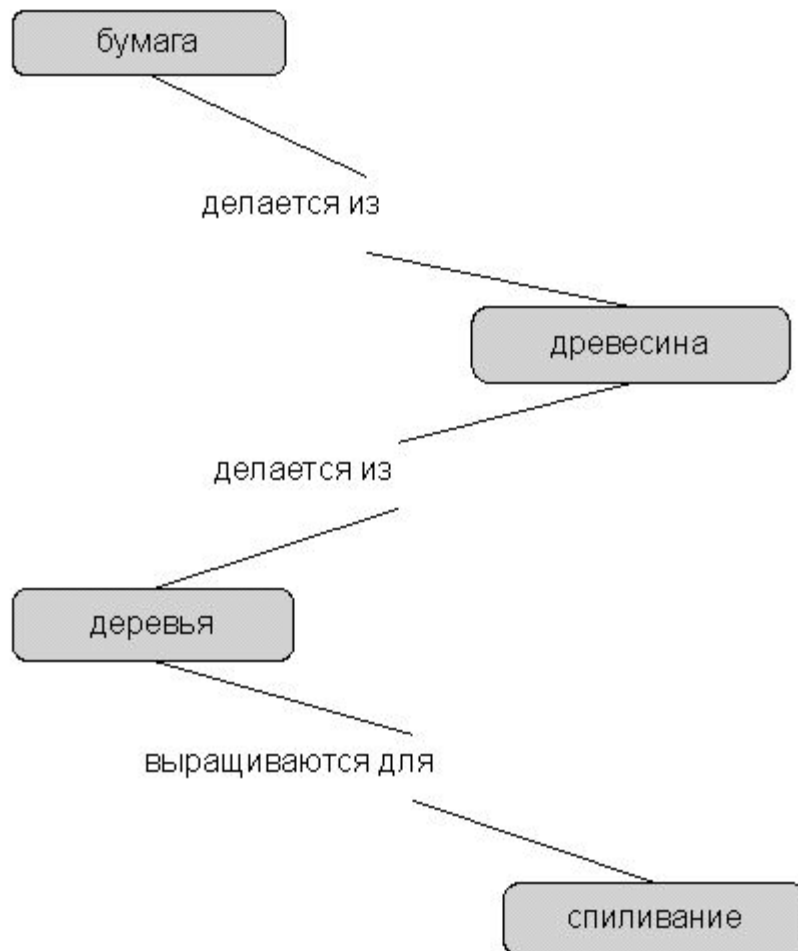 бумага
делается из
древесина
делается из
деревья
выращиваются для
спиливание